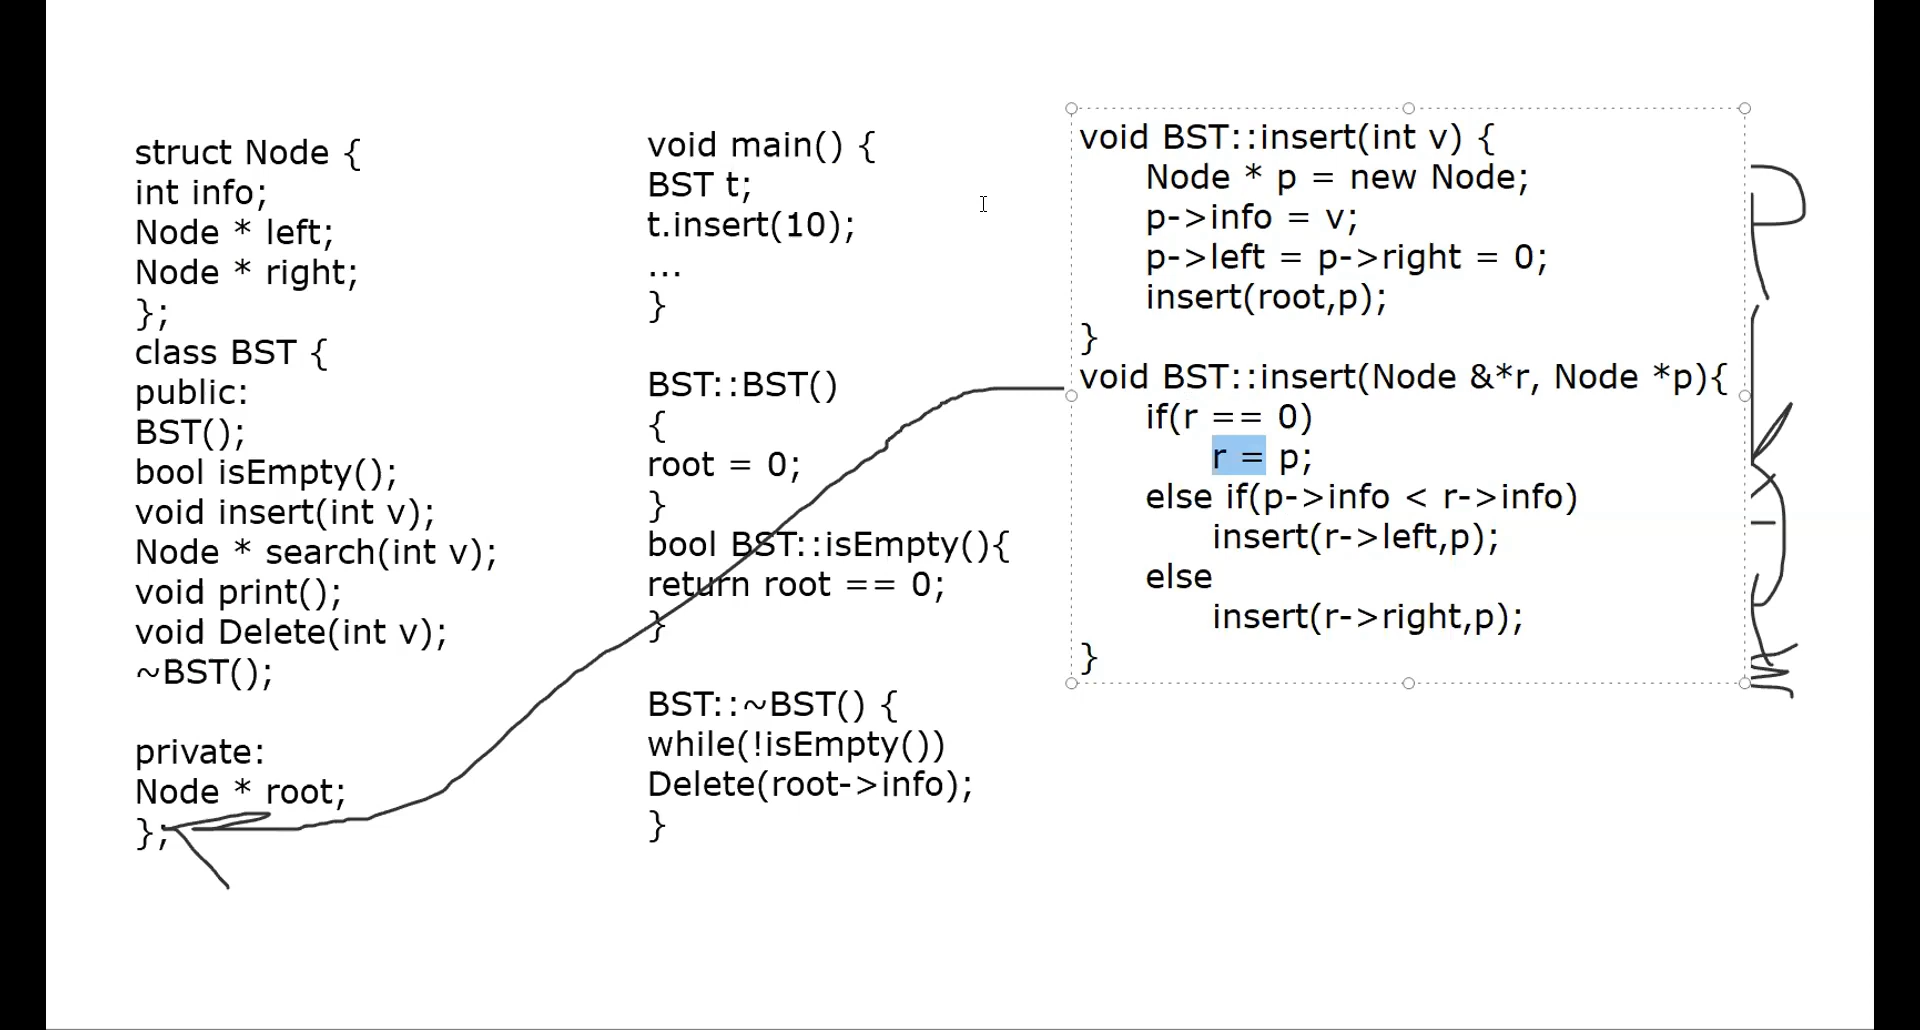 struct Node {
int info;
Node * left;
Node * right;
};
class BST {
public:
BST();
bool isEmpty();
void insert(int v);
Node * search(int v);
void print();
void Delete(int v);
~BST();
private:
Node * root;
};
void main() {
BST t;
t.insert(10);
...
}
BST::BST()
{
root = 0;
}
bool BST::isEmpty(){
return root == 0;
}
BST::~BST() {
while(!isEmpty())
Delete(root->info);
}
void BST::insert(int v) {
Node * p = new Node;
p->info = v;
p->left = p->right = 0;
insert(root,p);
}
void BST::insert(Node &*r, Node *p){
if(r == 0)
r = p;
else if(p->info < r->info)
insert(r->left,p);
else
insert(r->right,p);
}